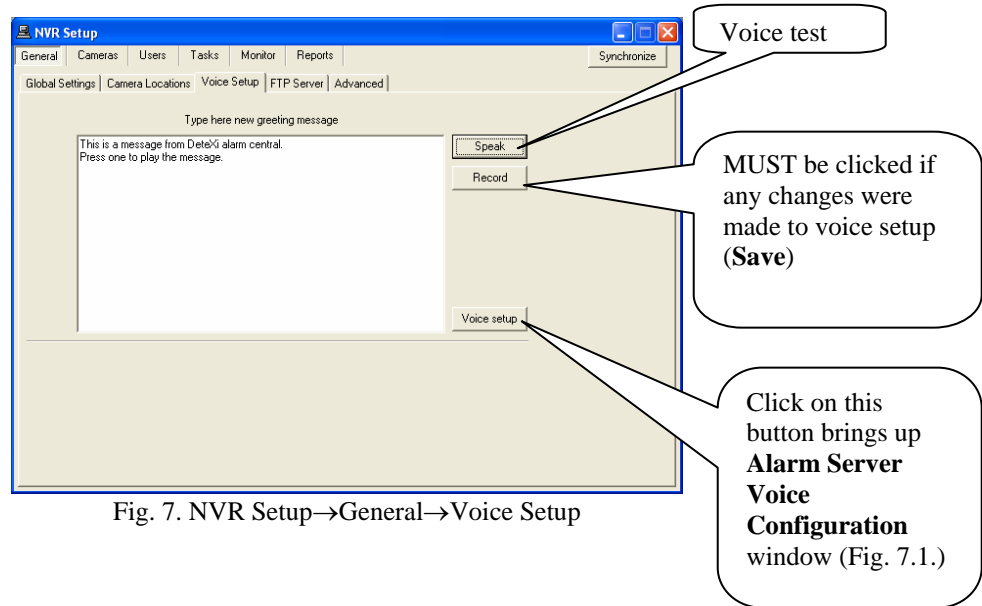 NVR Setup
General Cameras Users Tasks Monitor Reports Synchronize
Global Settings Camera Locations Voice Setup FTP Server Advanced
Type here new greeting message
This is a message from DeteXi alarm central.
Press one to play the message.
Speak
Record
Voice setup
Voice test
MUST be clicked if
any changes were
made to voice setup
(Save)
Click on this
button brings up
Alarm Server
Voice
Configuration
window (Fig. 7.1.)
Fig. 7. NVR Setup→General→Voice Setup